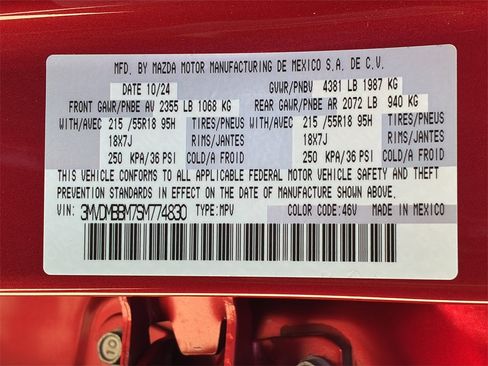 MFD. BY MAZDA MOTOR MANUFACTURING DE MEXICO S.A. DE C.V.
DATE 10/24 GVWR/PNBV 4381 LB 1987 KG
FRONT GAWR/PNBE AV 2355 LB 1068 KG REAR GAWR/PNBE AR 2072 LB 940 KG
WITH/AVEC 215 /55R18 95H TIRES/PNEUS WITH/AVEC 215 /55R18 95H TIRES/PNEUS
18X7J RIMS/JANTES 18X7J RIMS/JANTES
250 KPA/36 PSI COLD/A FROID 250 KPA/36 PSI COLD/A FROID
THIS VEHICLE CONFORMS TO ALL APPLICABLE FEDERAL MOTOR VEHICLE SAFETY AND THEFT
PREVENTION STANDARDS IN EFFECT ON THE DATE OF MANUFACTURE SHOWN ABOVE.
VIN: 3MVDMBBM7SM774830 TYPE:MPV COLOR CODE:46V MADE IN MEXICO
10